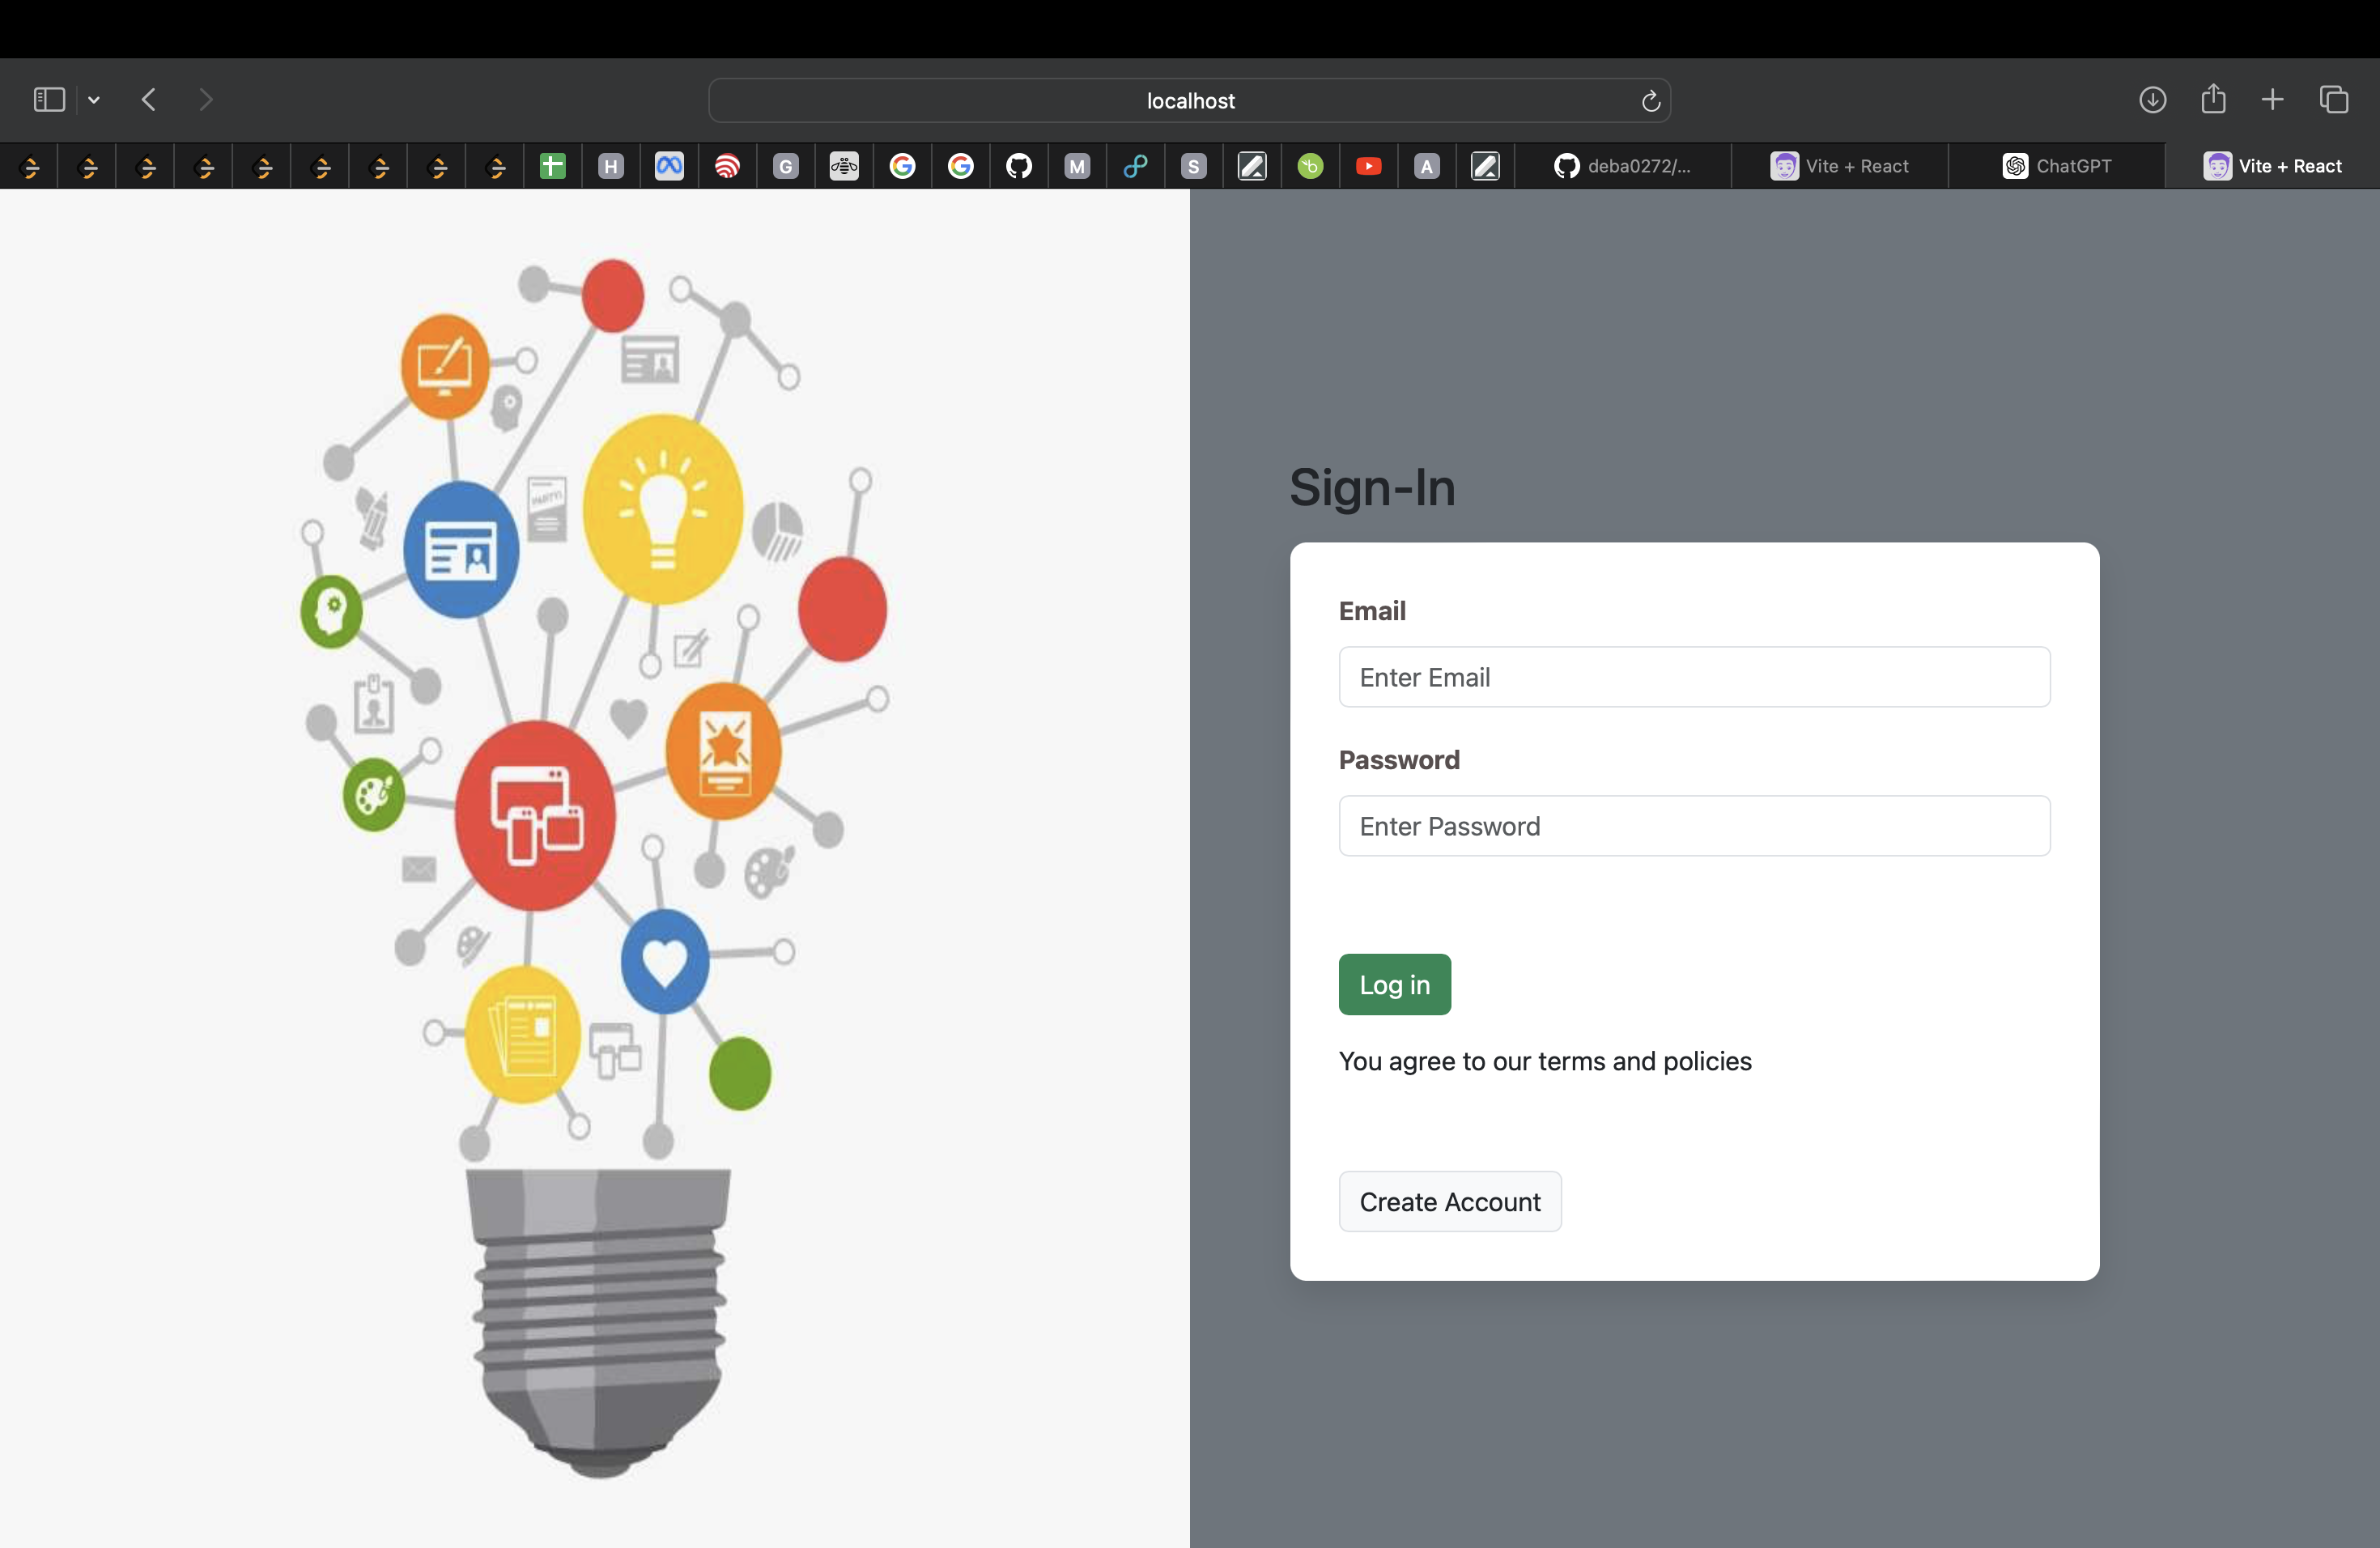 localhost
H
G
M
S
A
deba0272/...
Vite + React
ChatGPT
Vite + React
PARTY!
Sign-In
Email
Enter Email
Password
Enter Password
Log in
You agree to our terms and policies
Create Account